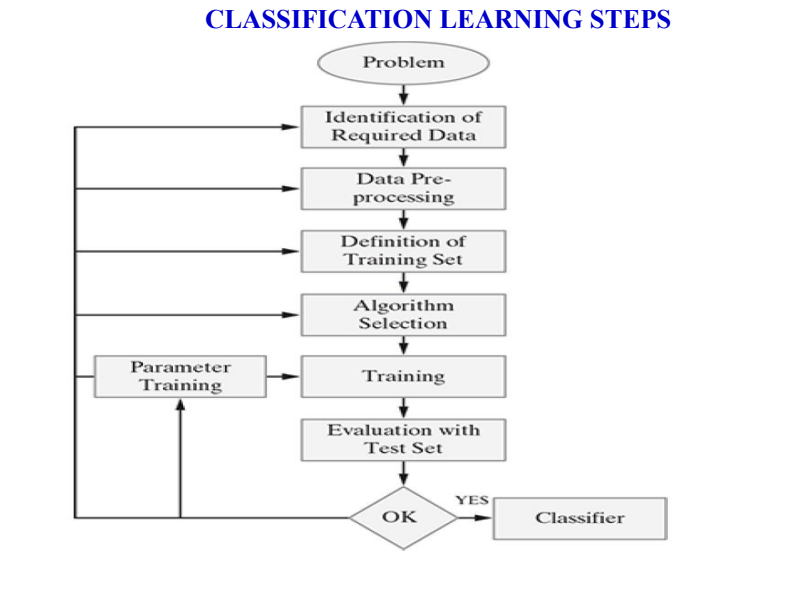 CLASSIFICATION LEARNING STEPS
Problem
Identification of
Required Data
Data Pre-
processing
Definition of
Training Set
Algorithm
Selection
Parameter
Training
Training
Evaluation with
Test Set
OK
YES
Classifier